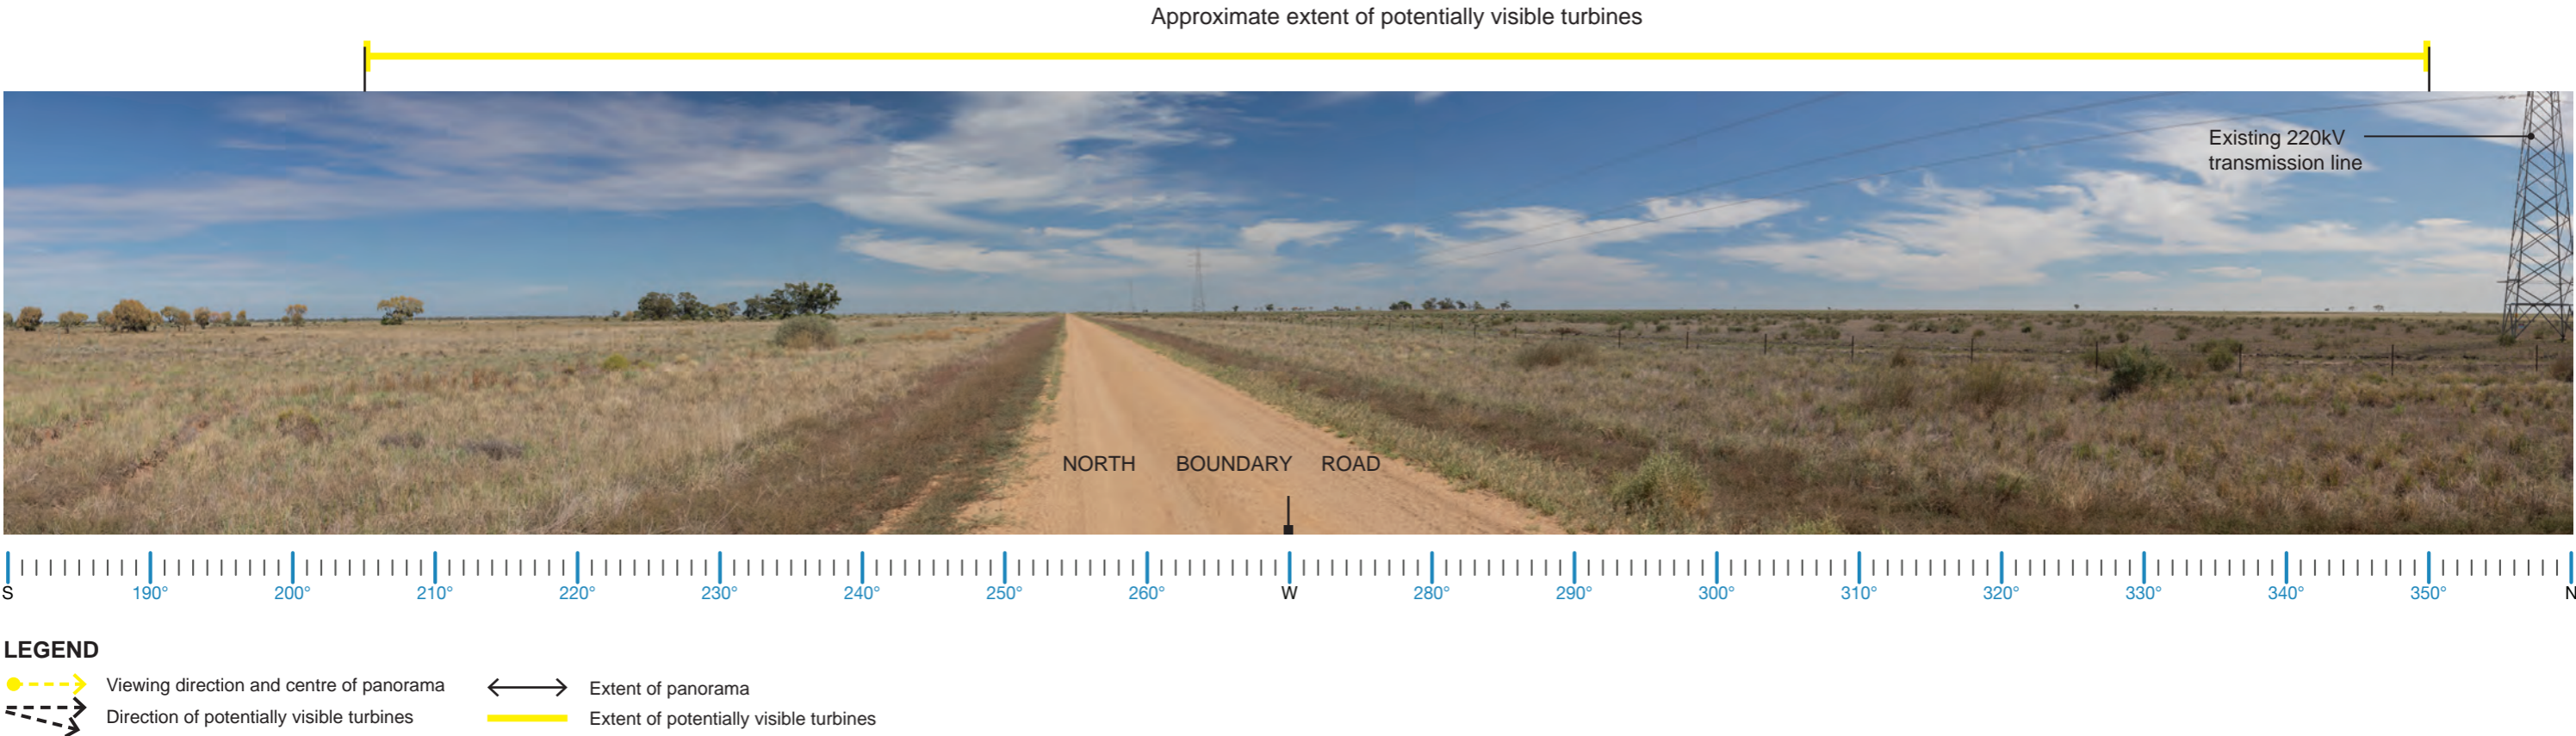 Approximate extent of potentially visible turbines
Existing 220kV
transmission line
NORTH BOUNDARY ROAD
S 190° 200° 210° 220° 230° 240° 250° 260° W 280° 290° 300° 310° 320° 330° 340° 350° N
LEGEND
Viewing direction and centre of panorama
Extent of panorama
Direction of potentially visible turbines
Extent of potentially visible turbines